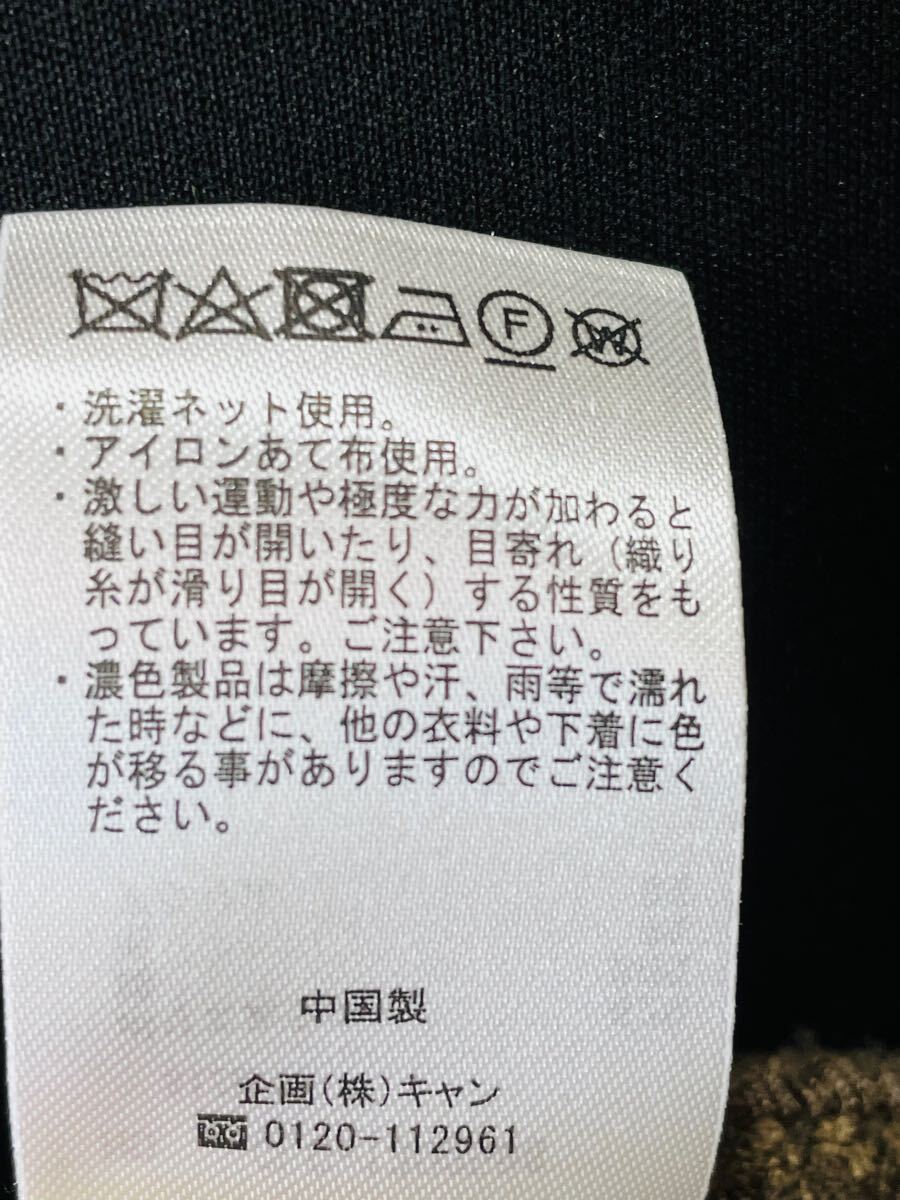 F W
・洗濯ネット使用。
・アイロンあて布使用。
・激しい運動や極度な力が加わると
縫い目が開いたり、目寄れ（織り
糸が滑り目が開く）する性質をも
っています。ご注意下さい。
・濃色製品は摩擦や汗、雨等で濡れ
た時などに、他の衣料や下着に色
が移る事がありますのでご注意く
ださい。
中国製
企画(株)キャン
0120-112961